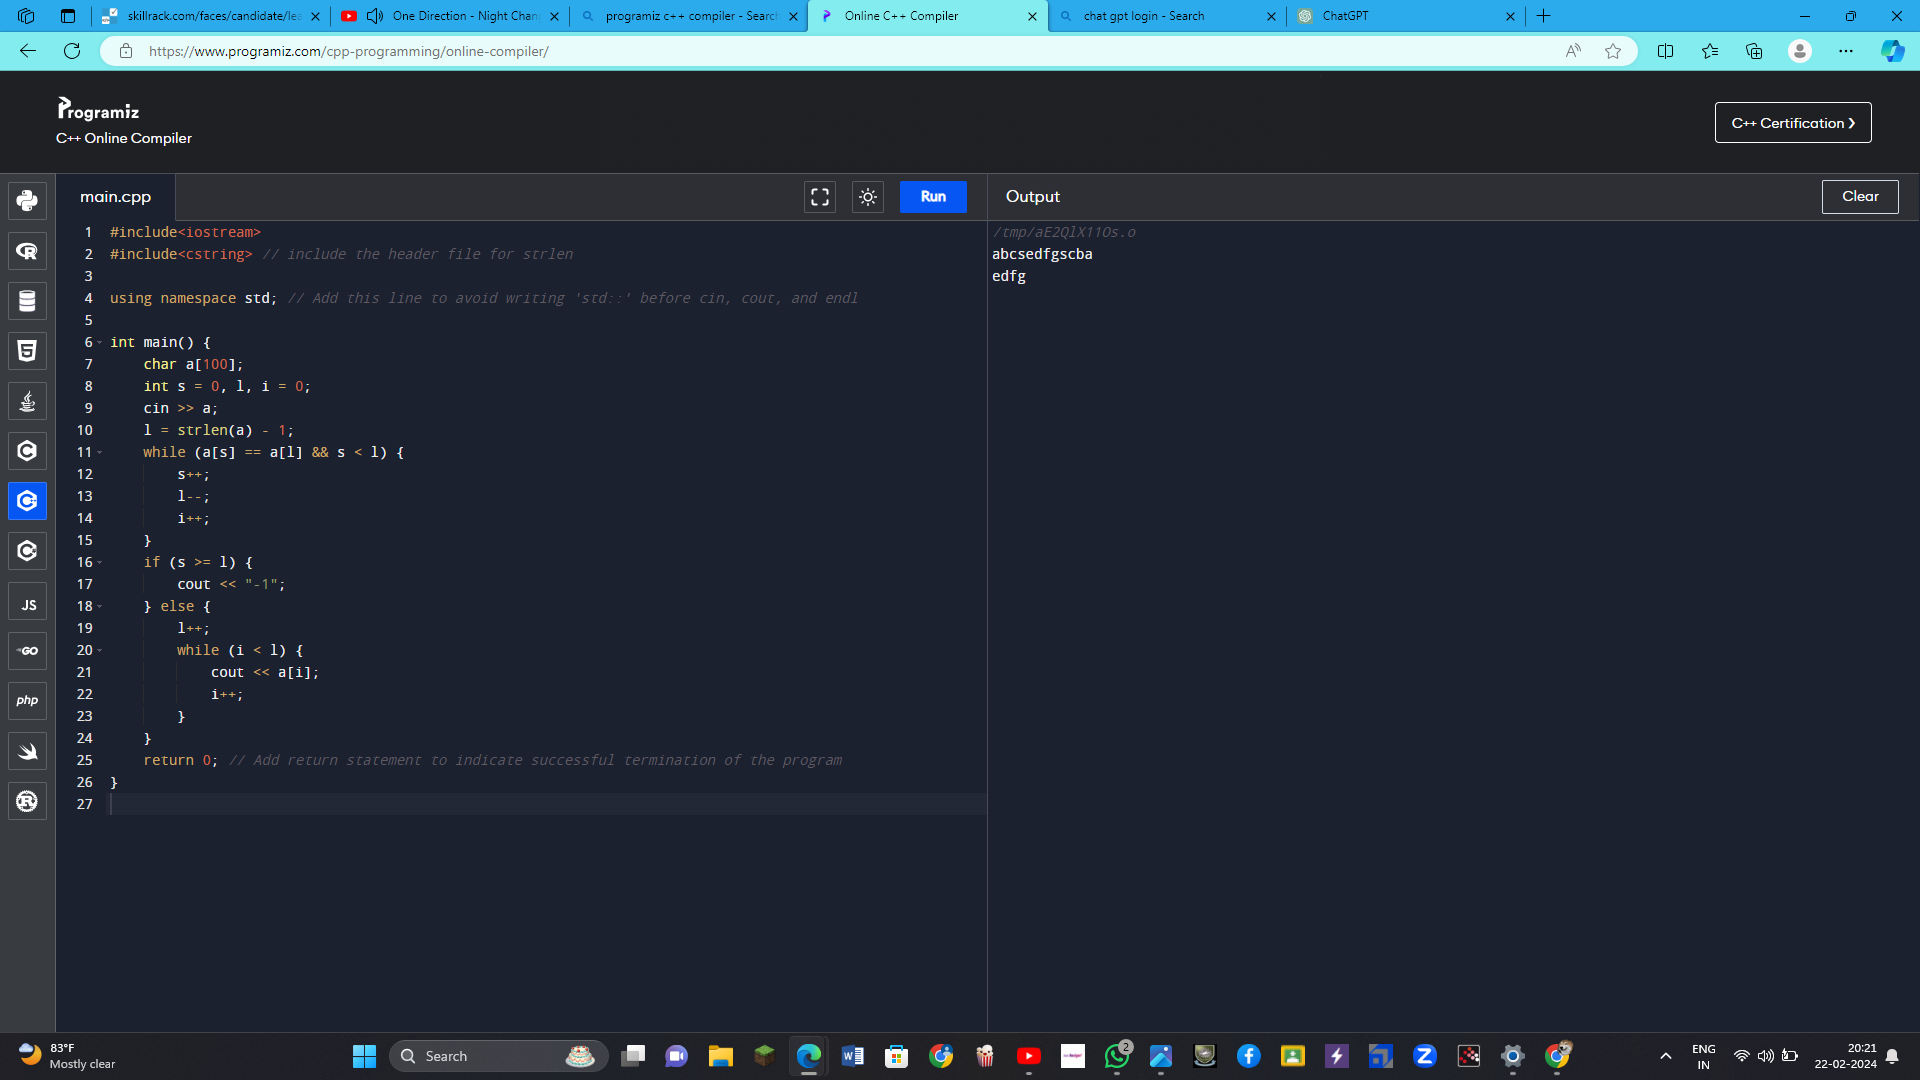 skillrack.com/faces/candidate/lea
One Direction - Night Chan
programiz c++ compiler - Search
Online C++ Compiler
chat gpt login - Search
ChatGPT
https://www.programiz.com/cpp-programming/online-compiler/
Programiz
C++ Online Compiler
C++ Certification ❯
main.cpp
Run
Output
Clear
1 #include<iostream>
2 #include<cstring> // include the header file for strlen
3
4 using namespace std; // Add this line to avoid writing 'std::' before cin, cout, and endl
5
6 int main() {
7     char a[100];
8     int s = 0, l, i = 0;
9     cin >> a;
10     l = strlen(a) - 1;
11     while (a[s] == a[l] && s < l) {
12         s++;
13         l--;
14         i++;
15     }
16     if (s >= l) {
17         cout << "-1";
18     } else {
19         l++;
20         while (i < l) {
21             cout << a[i];
22             i++;
23         }
24     }
25     return 0; // Add return statement to indicate successful termination of the program
26 }
27
/tmp/aE2QlX11Os.o
abcsedfgscba
edfg
JS
GO
php
83°F
Mostly clear
Search
2
ENG
IN
20:21
22-02-2024